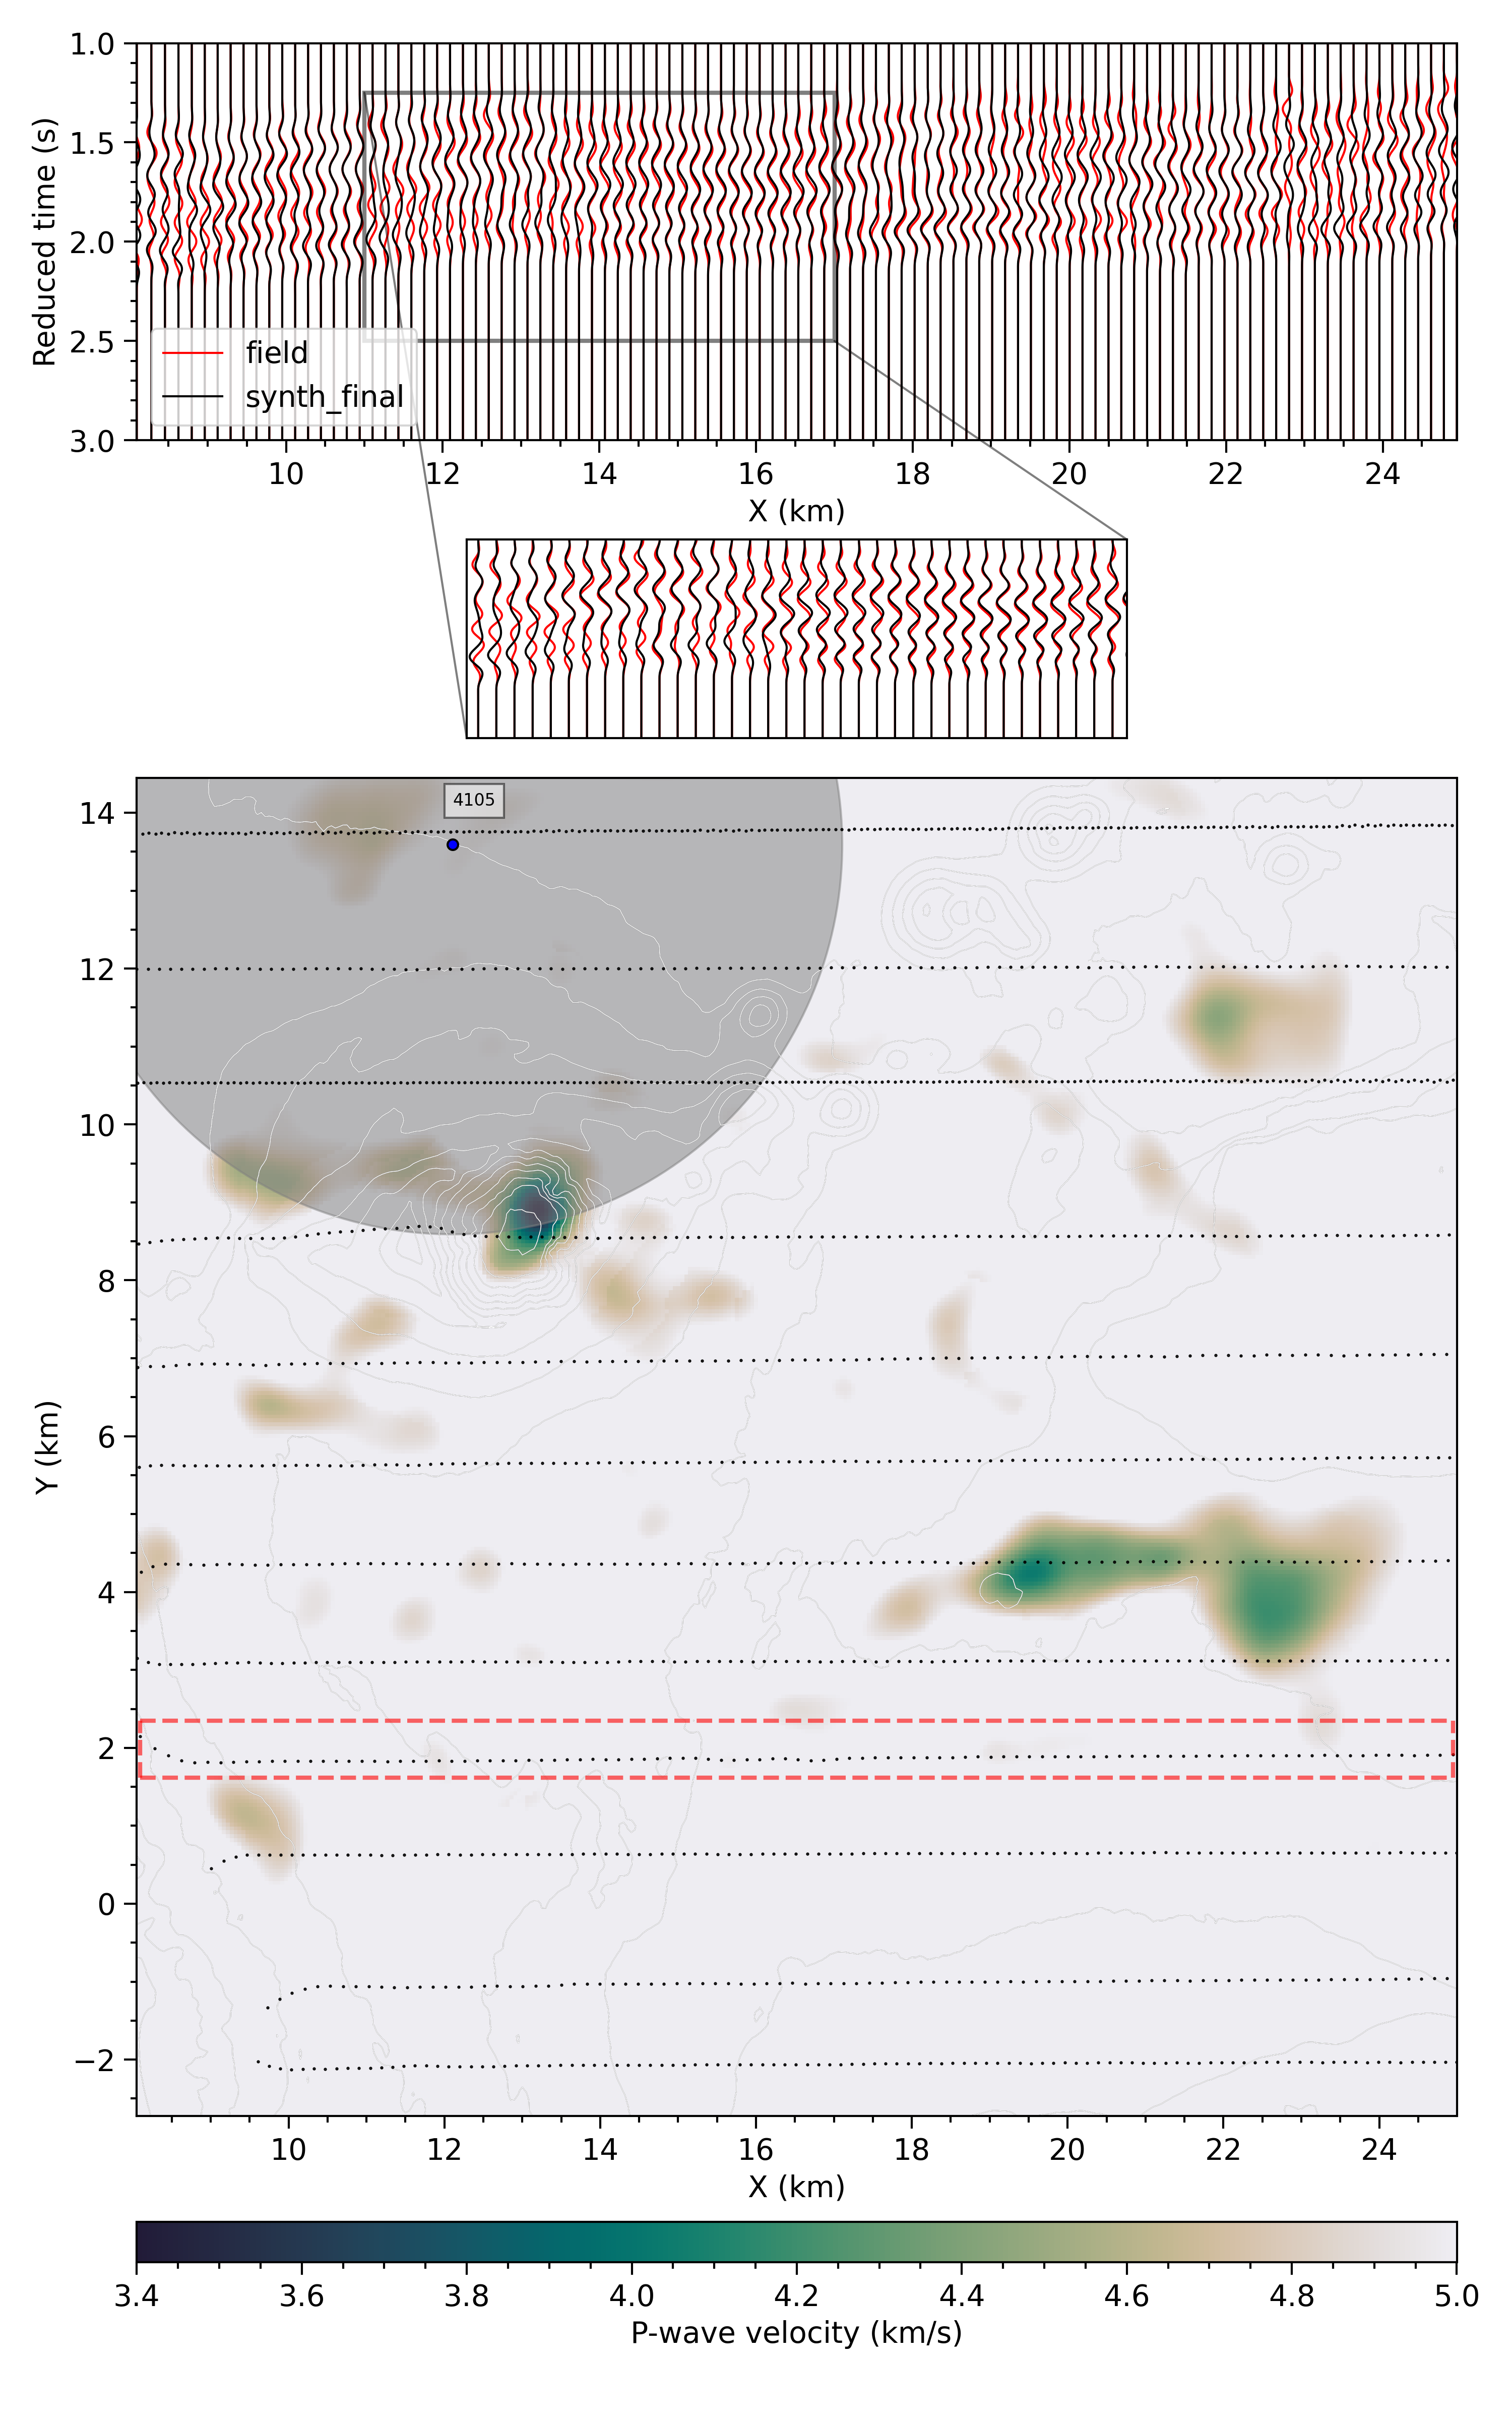 1.0
1.5
2.0
2.5
3.0
Reduced time (s)
field
synth_final
10 12 14 16 18 20 22 24
X (km)
4105
14
12
10
8
6
4
2
0
−2
Y (km)
10 12 14 16 18 20 22 24
X (km)
3.4 3.6 3.8 4.0 4.2 4.4 4.6 4.8 5.0
P-wave velocity (km/s)